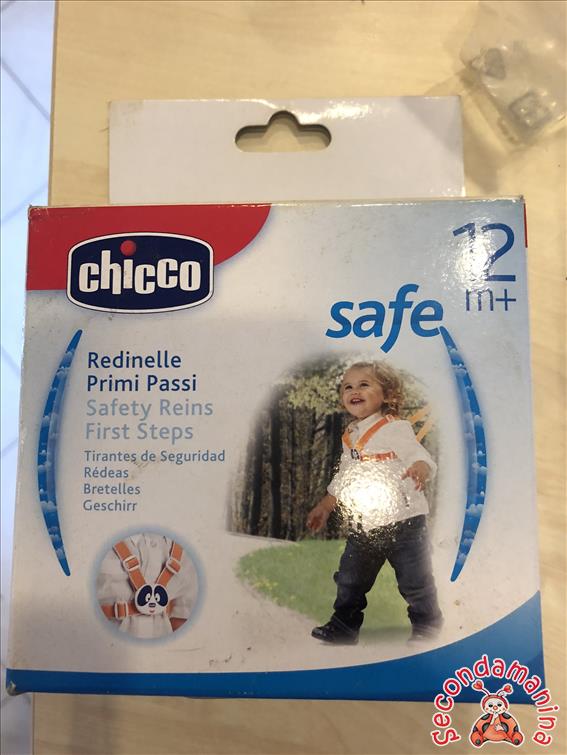 chicco
12
m+
safe
Redinelle
Primi Passi
Safety Reins
First Steps
Tirantes de Seguridad
Rédeas
Bretelles
Geschirr
Secondamanina